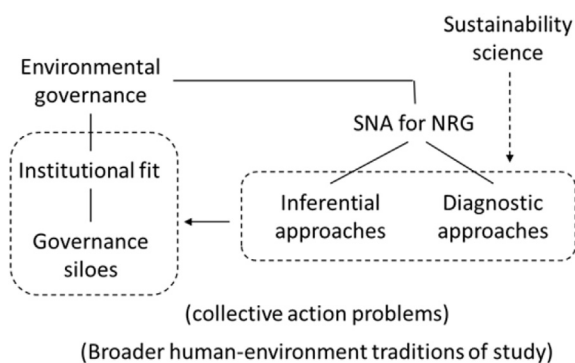 Sustainability
science
Environmental
governance
SNA for NRG
Institutional fit
Governance
siloes
Inferential
approaches
Diagnostic
approaches
(collective action problems)
(Broader human-environment traditions of study)